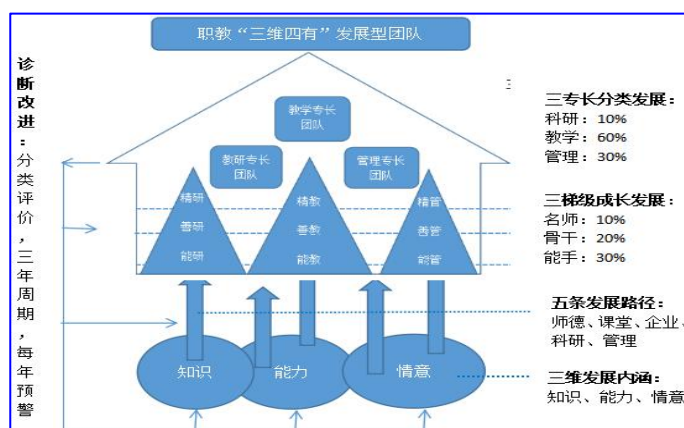 职教“三维四有”发展型团队
诊断改进：分类评价，三年周期，每年预警
教学专长
团队
教研专长
团队
管理专长
团队
精研
善研
能研
精教
善教
能教
精管
善管
能管
知识
能力
情意
三专长分类发展：
科研：10%
教学：60%
管理：30%
三梯级成长发展：
名师：10%
骨干：20%
能手：30%
五条发展路径：
师德、课堂、企业、
科研、管理
三维发展内涵：
知识、能力、情意